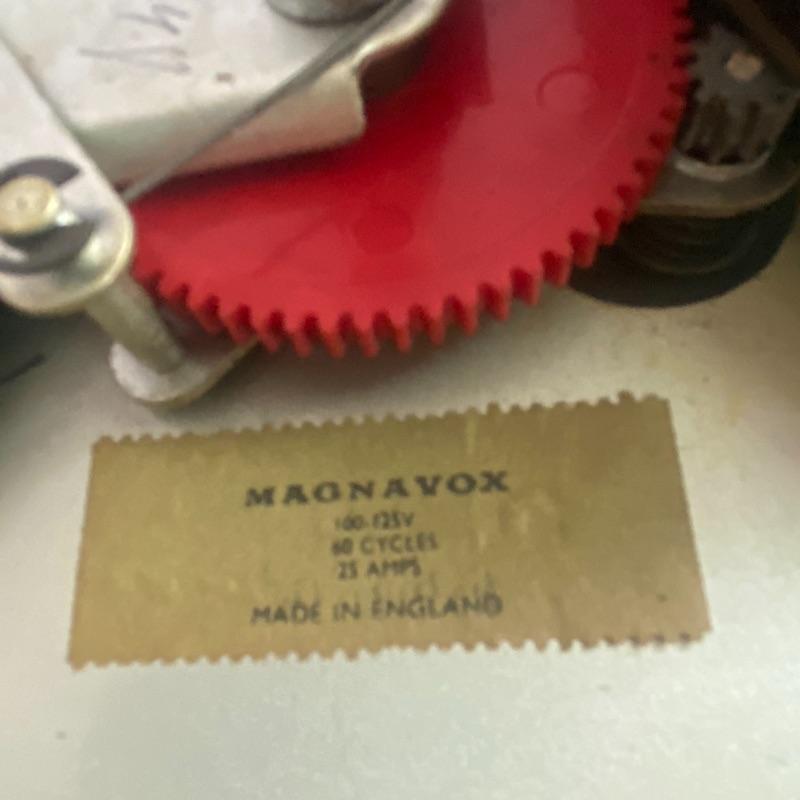 MAGNAVOX
100-125V
60 CYCLES
25 AMPS
MADE IN ENGLAND